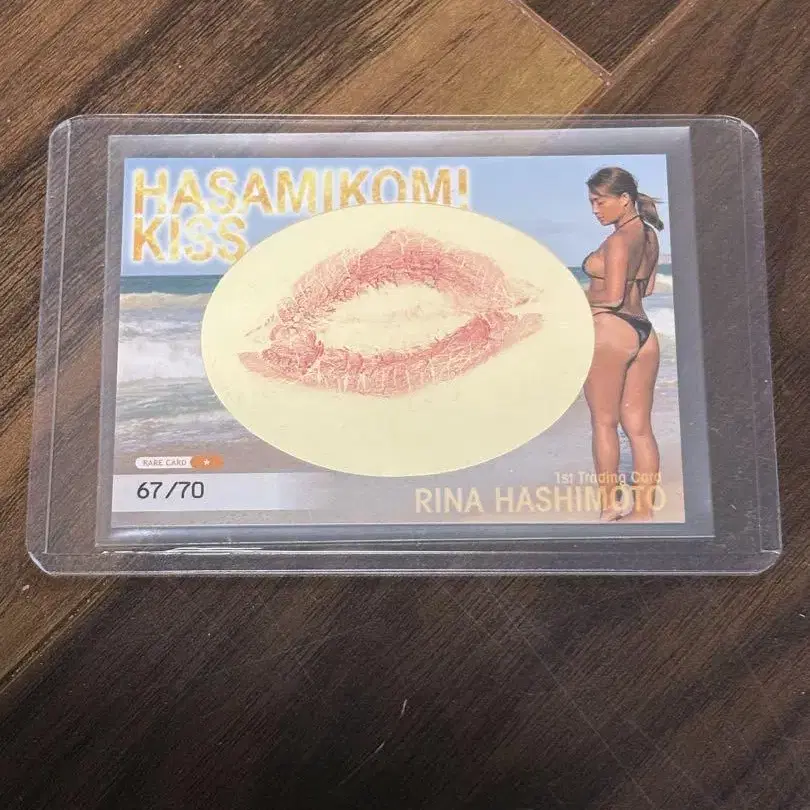 HASAMIKOMI
KISS
RARE CARD
67/70
1st Trading Card
RINA HASHIMOTO